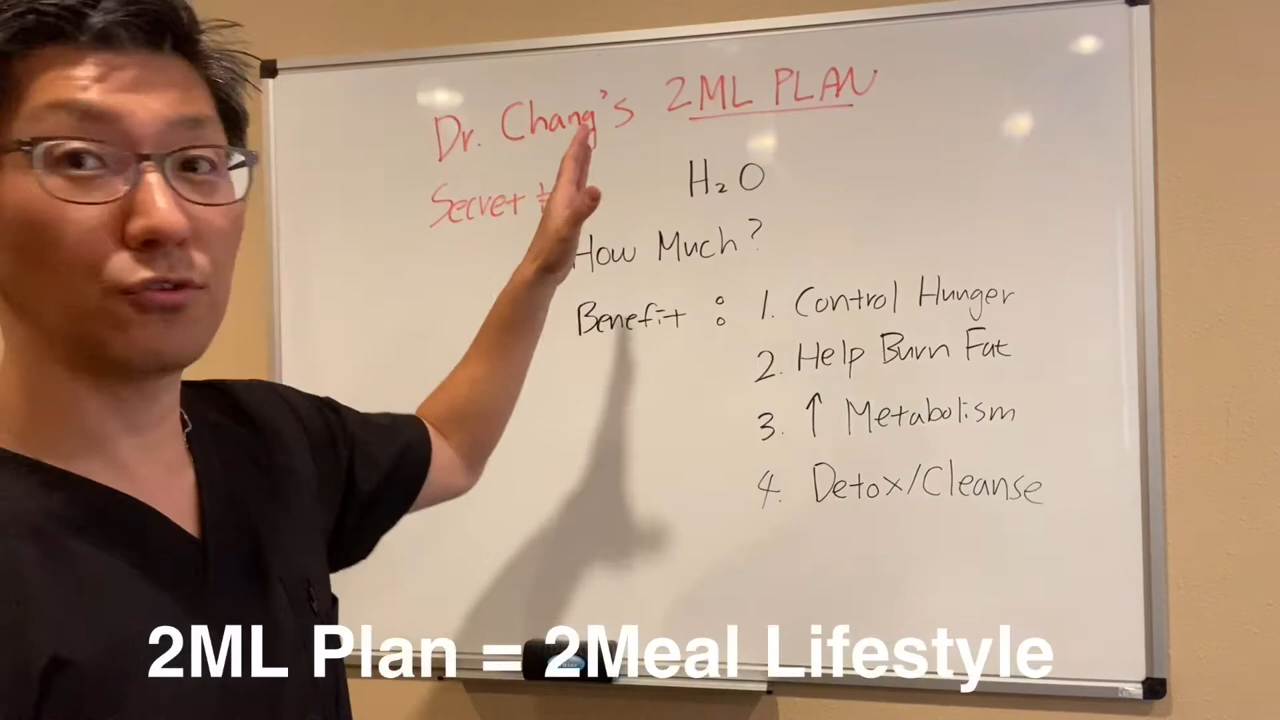 Dr. Chang's 2ML PLAN
Secret #
H₂O
How Much?
Benefit : 1. Control Hunger
2. Help Burn Fat
3. ↑ Metabolism
4. Detox/Cleanse
2ML Plan = 2Meal Lifestyle